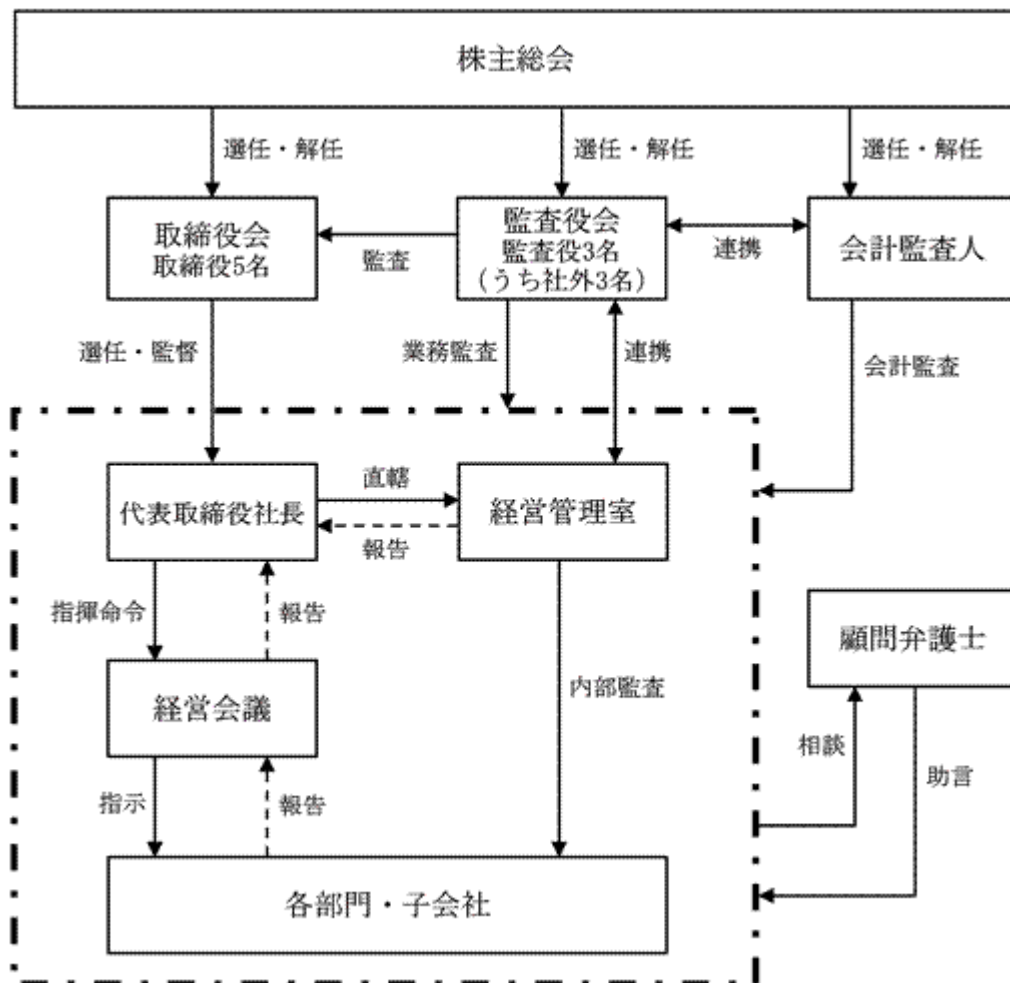 株主総会
選任・解任
選任・解任
選任・解任
取締役会
取締役5名
監査
監査役会
監査役3名
(うち社外3名)
連携
会計監査人
選任・監督
業務監査
連携
会計監査
代表取締役社長
直轄
報告
経営管理室
指揮命令
報告
顧問弁護士
経営会議
内部監査
相談
助言
指示
報告
各部門・子会社